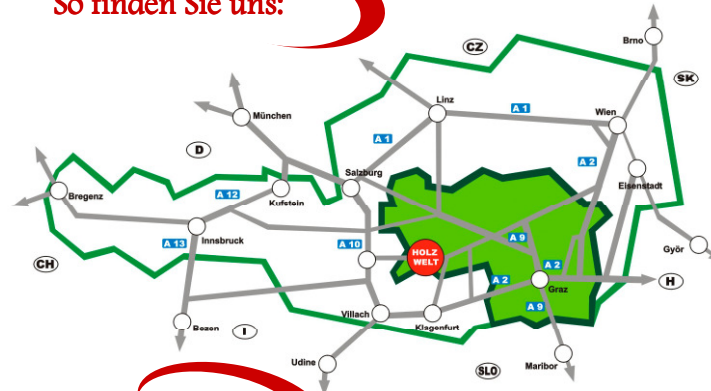 So finden Sie uns:
Brno
CZ
SK
Linz
A 1
Wien
München
A 1
D
A 2
Salzburg
Eisenstadt
Bregenz
A 12
Kufstein
Innsbruck
A 13
A 10
A 9
Györ
HOLZ
WELT
CH
A 2
A 2
H
Graz
A 9
Villach
Klagenfurt
Bozen
I
Udine
SLO
Maribor